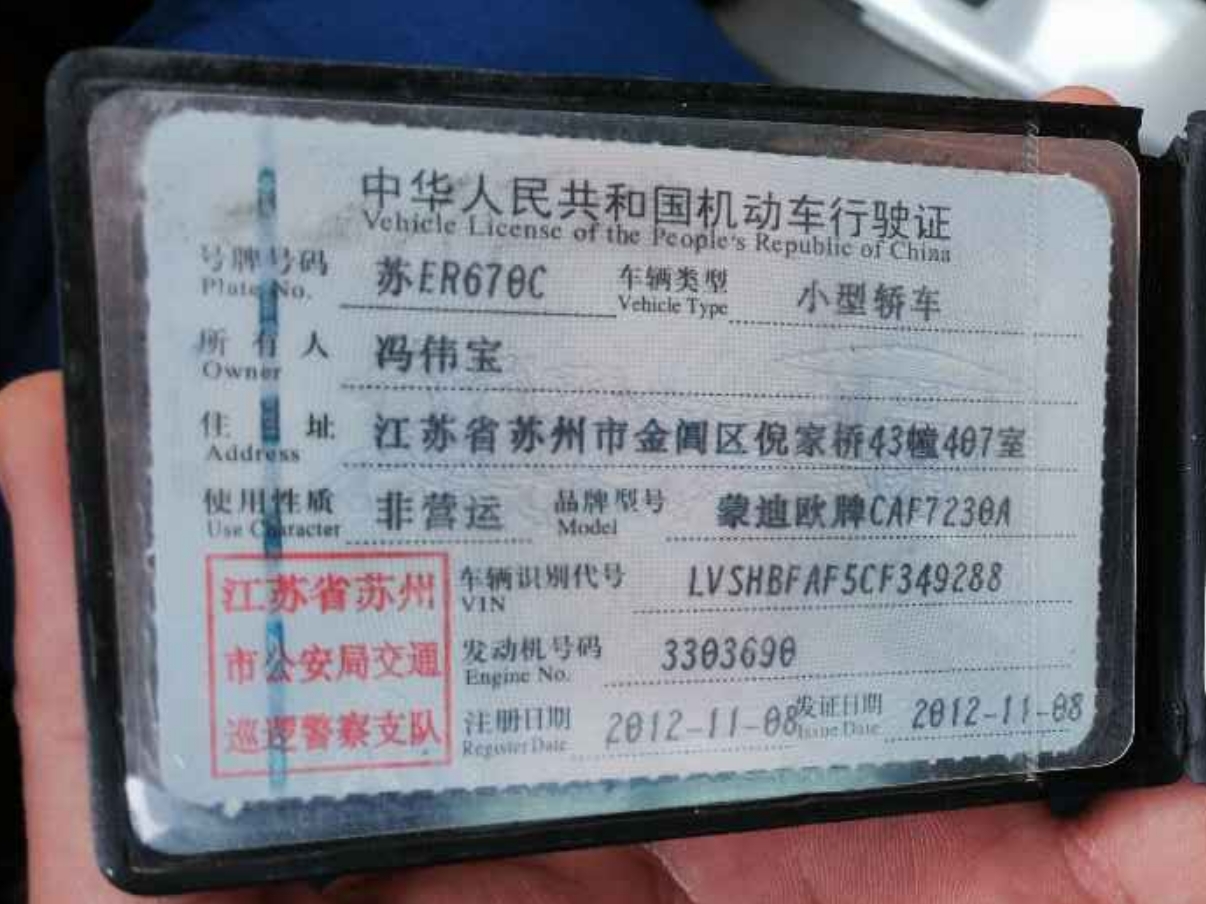 中华人民共和国机动车行驶证
Vehicle License of the People's Republic of China
号牌号码 苏ER670C 车辆类型 小型轿车
Plate No. Vehicle Type
所有人 冯伟宝
Owner
住址 江苏省苏州市金阊区倪家桥43幢407室
Address
使用性质 非营运 品牌型号 蒙迪欧牌CAF7230A
Use Character Model
江苏省苏州
市公安局交通
巡逻警察支队
车辆识别代号 LVSHBFAF5CF349288
VIN
发动机号码 3303690
Engine No.
注册日期 2012-11-08 发证日期 2012-11-08
Register Date Issue Date